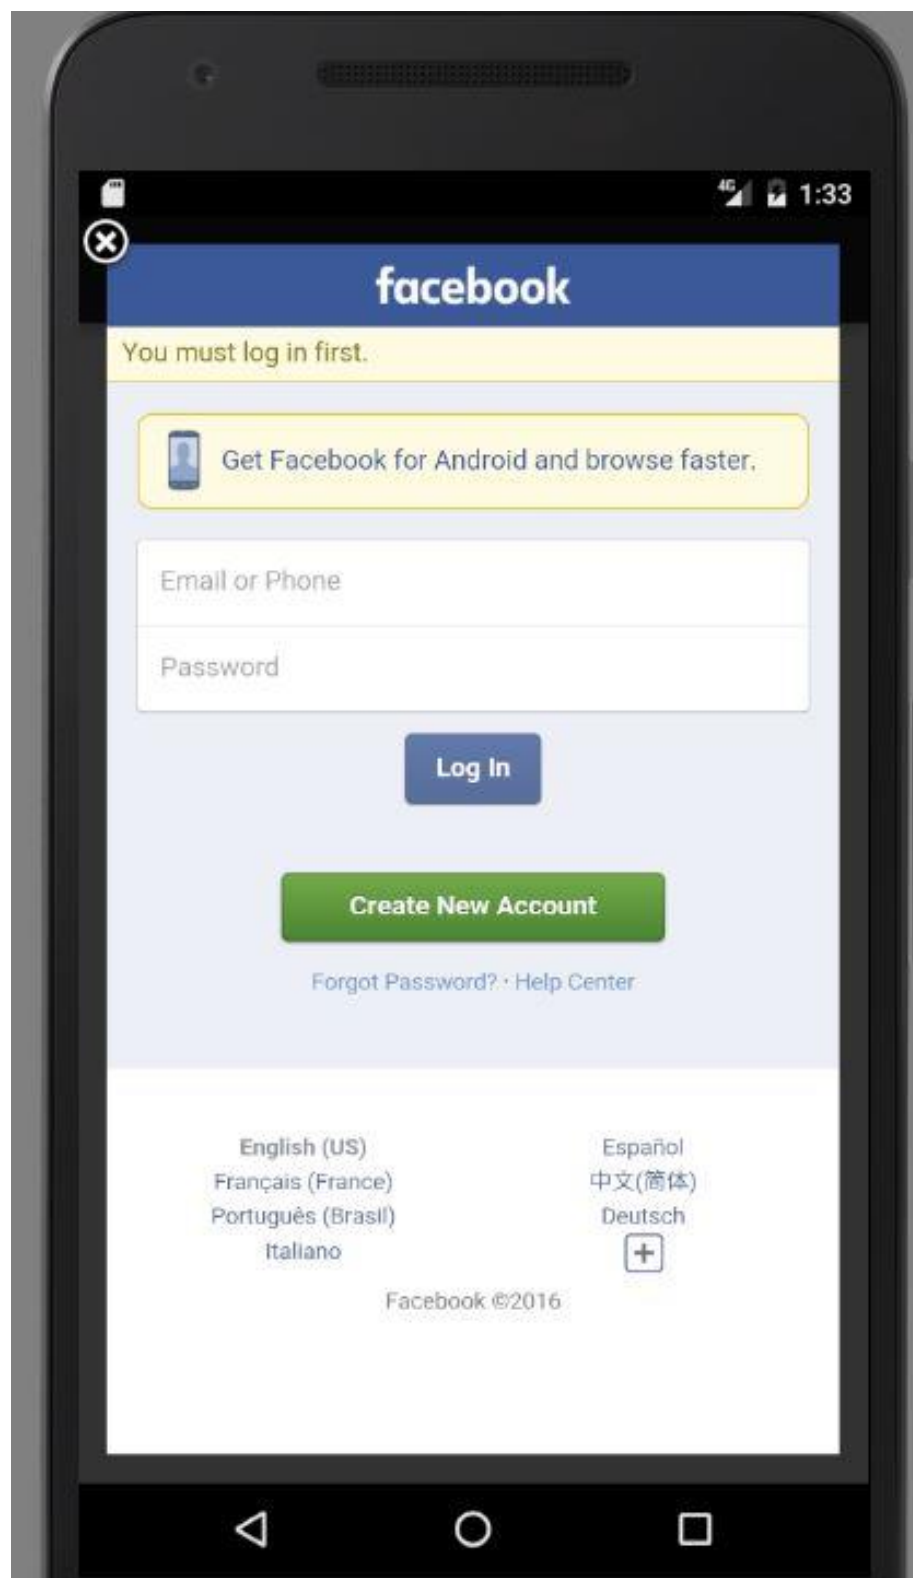 4G 1:33
facebook
You must log in first.
Get Facebook for Android and browse faster.
Email or Phone
Password
Log In
Create New Account
Forgot Password? · Help Center
English (US) Español
Français (France) 中文(简体)
Português (Brasil) Deutsch
Italiano
Facebook ©2016